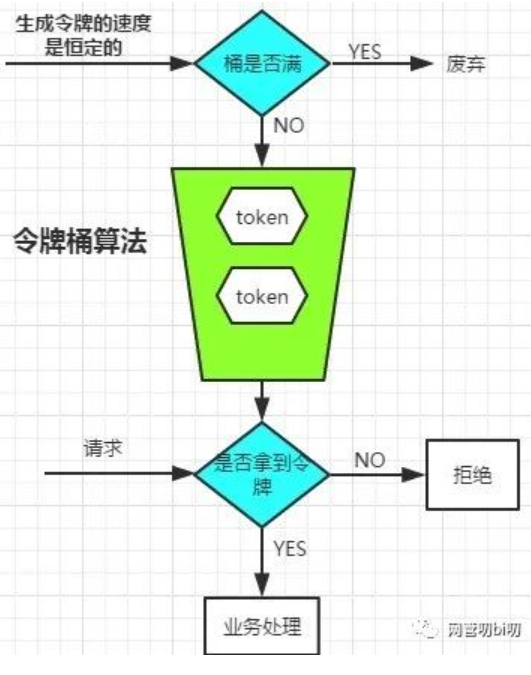 生成令牌的速度
是恒定的
桶是否满
YES
废弃
NO
token
令牌桶算法
token
请求
是否拿到令
牌
NO
拒绝
YES
业务处理
网管叨bi叨